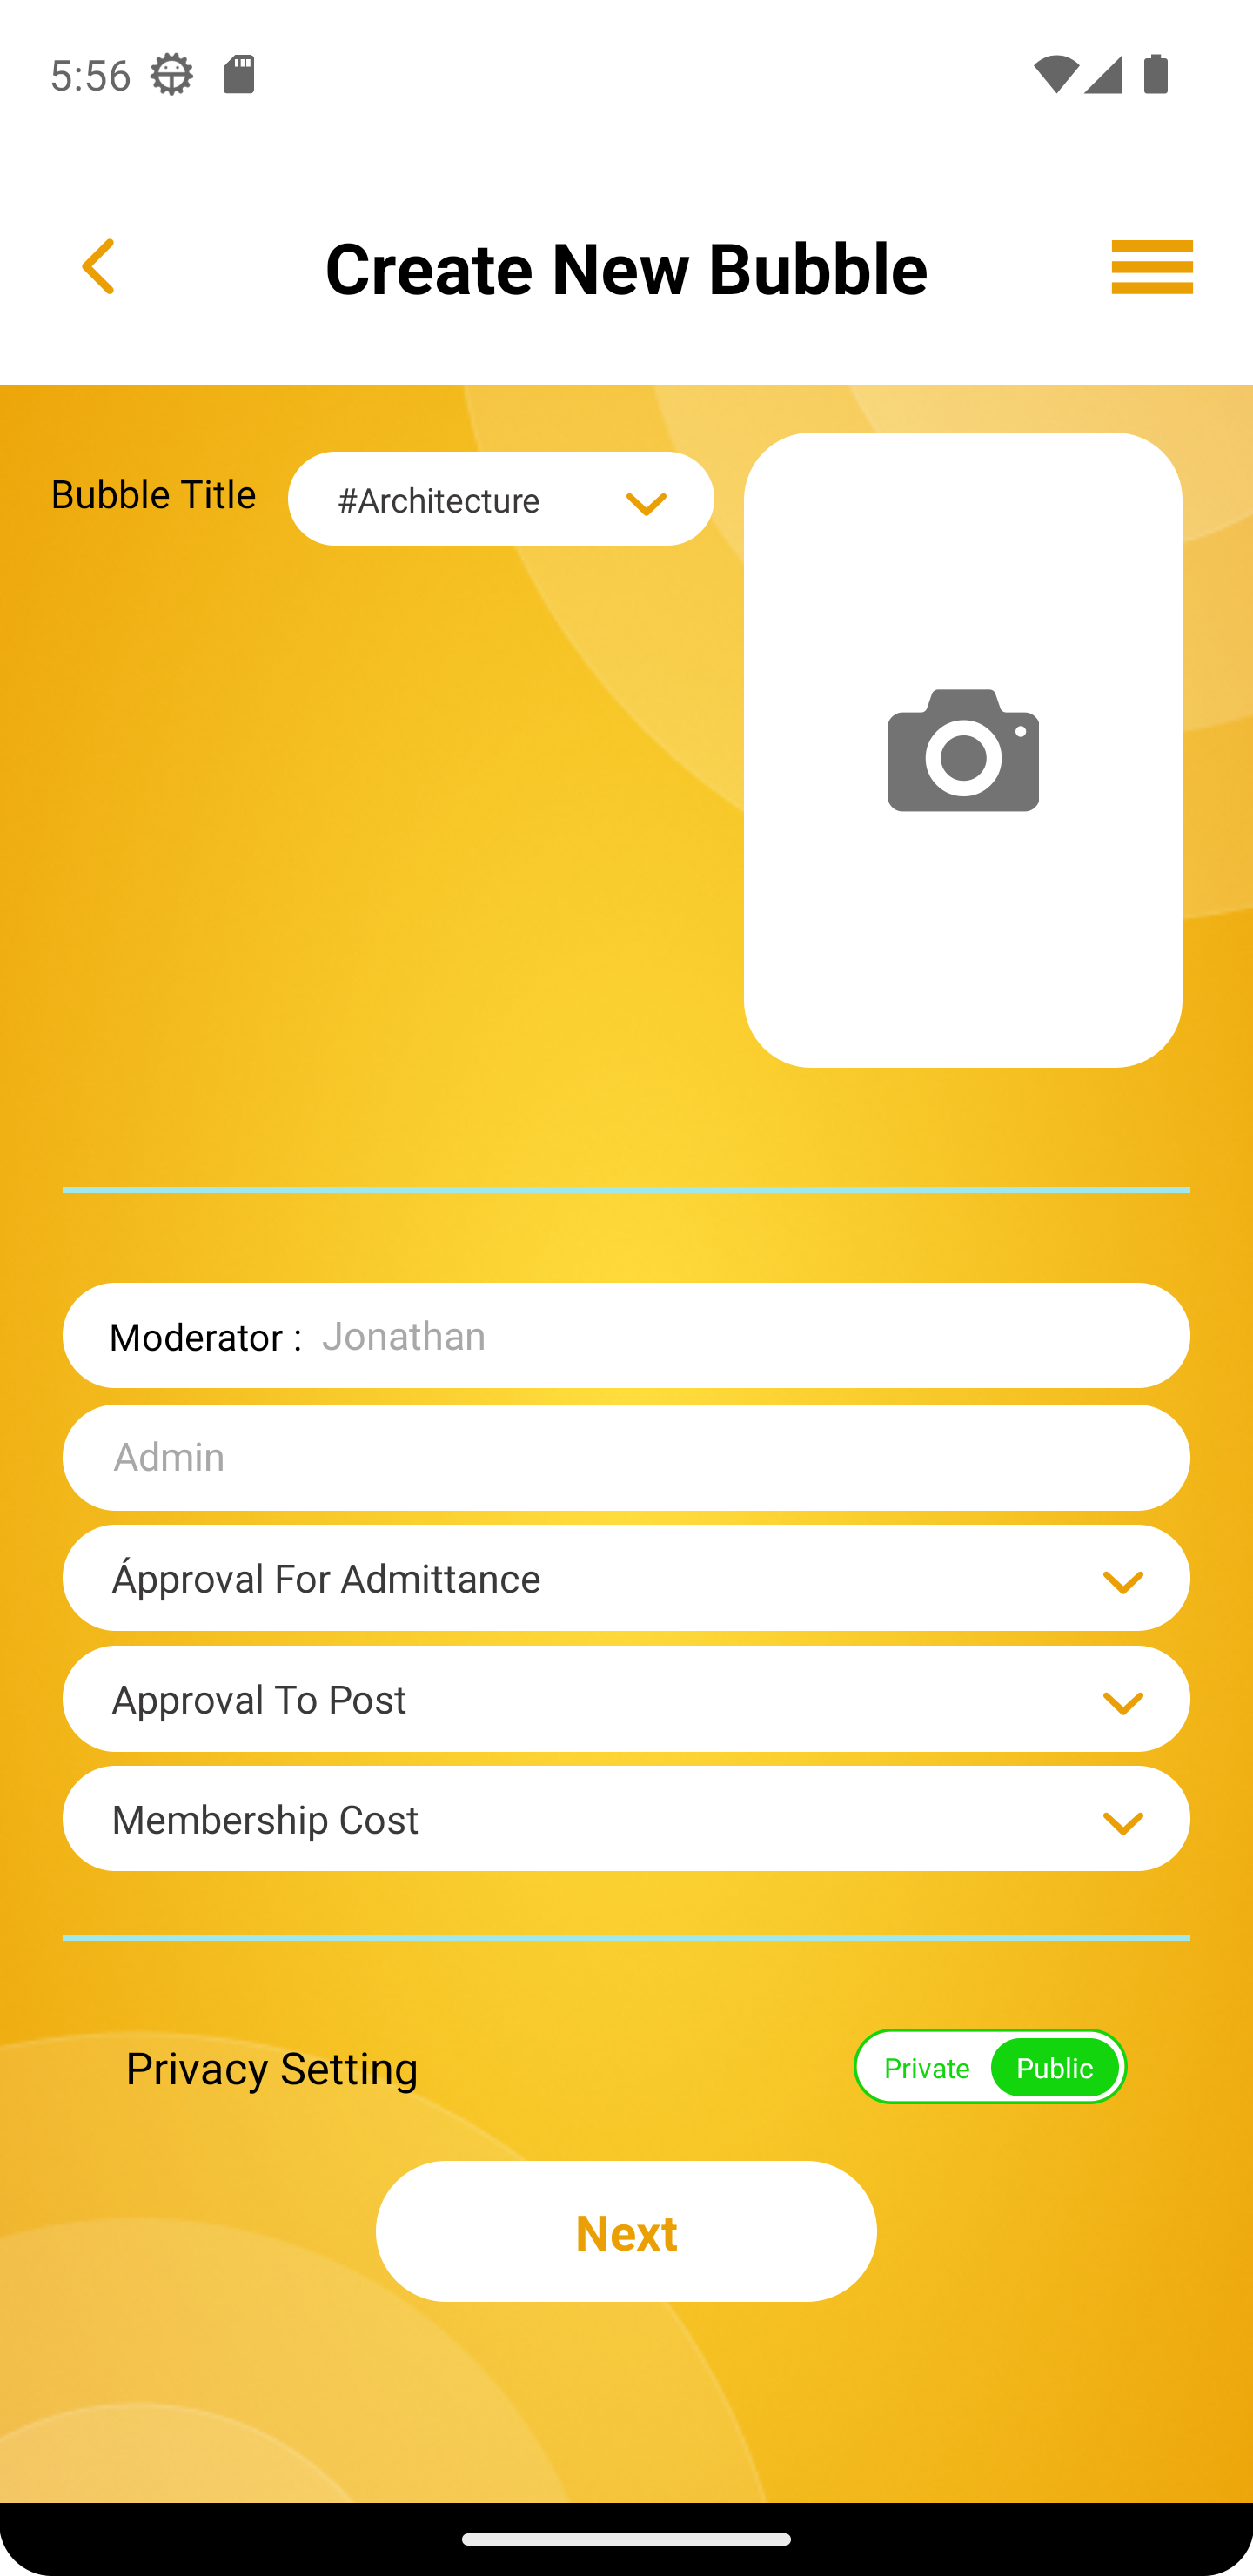 5:56
Create New Bubble
Bubble Title
#Architecture
Moderator : Jonathan
Admin
Ápproval For Admittance
Approval To Post
Membership Cost
Privacy Setting
Private
Public
Next